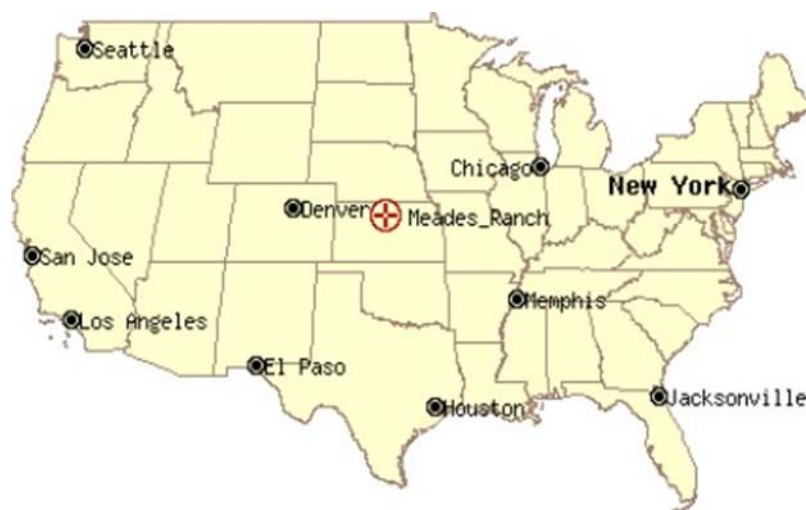 Seattle
Chicago
New York
Denver
Meades_Ranch
San Jose
Memphis
Los Angeles
El Paso
Jacksonville
Houston